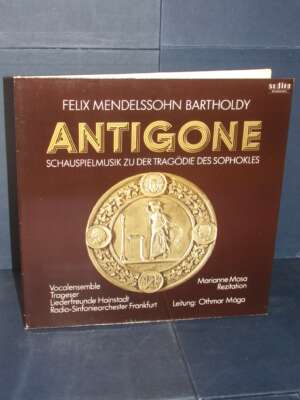 audite
FELIX MENDELSSOHN BARTHOLDY
ANTIGONE
SCHAUSPIELMUSIK ZU DER TRAGÖDIE DES SOPHOKLES
Vocalensemble
Trageser
Liederfreunde Hainstadt
Radio-Sinfonieorchester Frankfurt
Marianne Mosa
Rezitation
Leitung: Othmar Mága